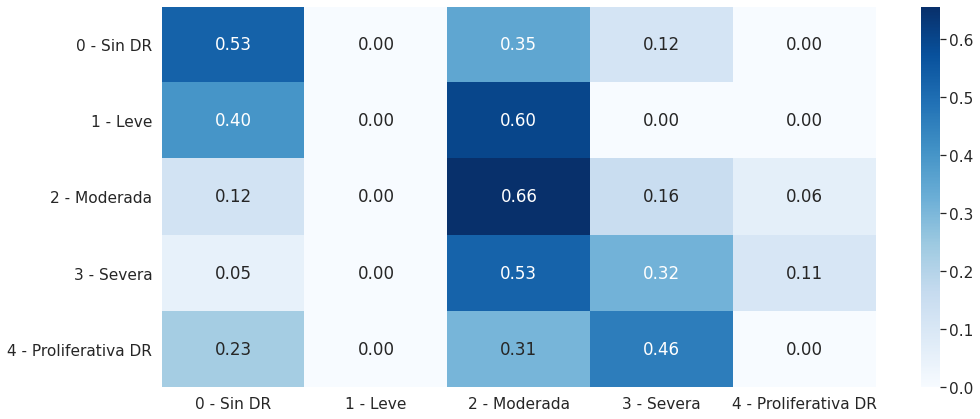 0 - Sin DR 0.53 0.00 0.35 0.12 0.00
1 - Leve 0.40 0.00 0.60 0.00 0.00
2 - Moderada 0.12 0.00 0.66 0.16 0.06
3 - Severa 0.05 0.00 0.53 0.32 0.11
4 - Proliferativa DR 0.23 0.00 0.31 0.46 0.00
0 - Sin DR 1 - Leve 2 - Moderada 3 - Severa 4 - Proliferativa DR
0.6
0.5
0.4
0.3
0.2
0.1
0.0